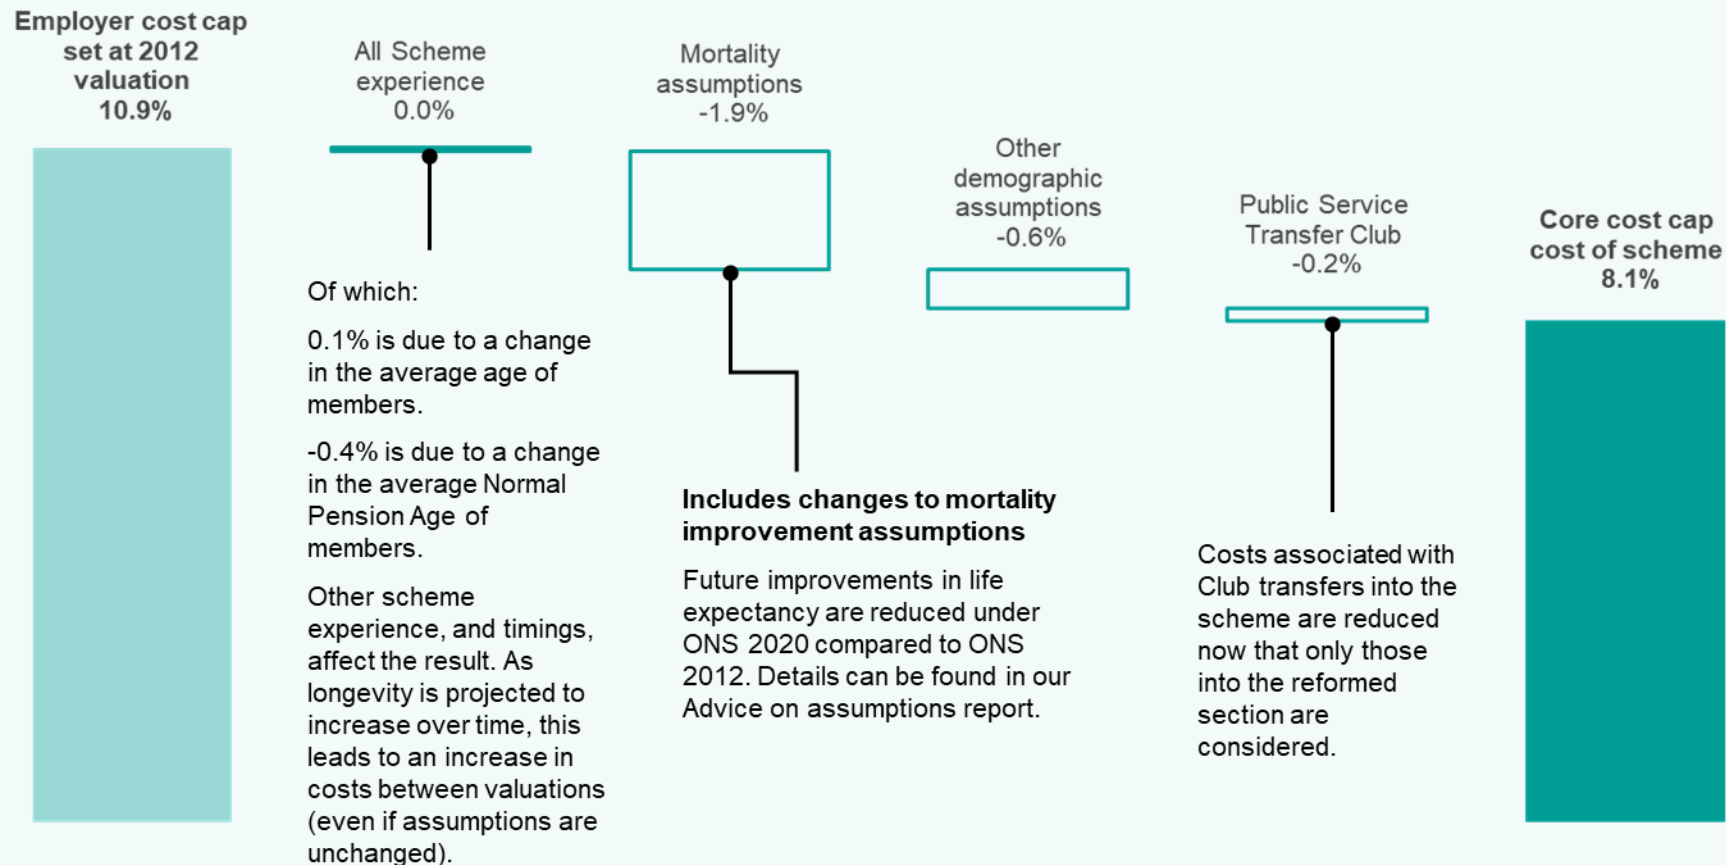 Employer cost cap
set at 2012
valuation
10.9%
All Scheme
experience
0.0%
Of which:
0.1% is due to a change
in the average age of
members.
-0.4% is due to a change
in the average Normal
Pension Age of
members.
Other scheme
experience, and timings,
affect the result. As
longevity is projected to
increase over time, this
leads to an increase in
costs between valuations
(even if assumptions are
unchanged).
Mortality
assumptions
-1.9%
Includes changes to mortality
improvement assumptions
Future improvements in life
expectancy are reduced under
ONS 2020 compared to ONS
2012. Details can be found in our
Advice on assumptions report.
Other
demographic
assumptions
-0.6%
Public Service
Transfer Club
-0.2%
Costs associated with
Club transfers into the
scheme are reduced
now that only those
into the reformed
section are
considered.
Core cost cap
cost of scheme
8.1%